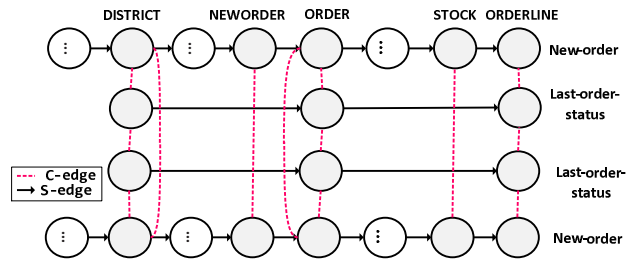 DISTRICT NEWORDER ORDER STOCK ORDERLINE
... ... ... New-order
Last-order-
status
C-edge
S-edge
Last-order-
status
... ... ... New-order